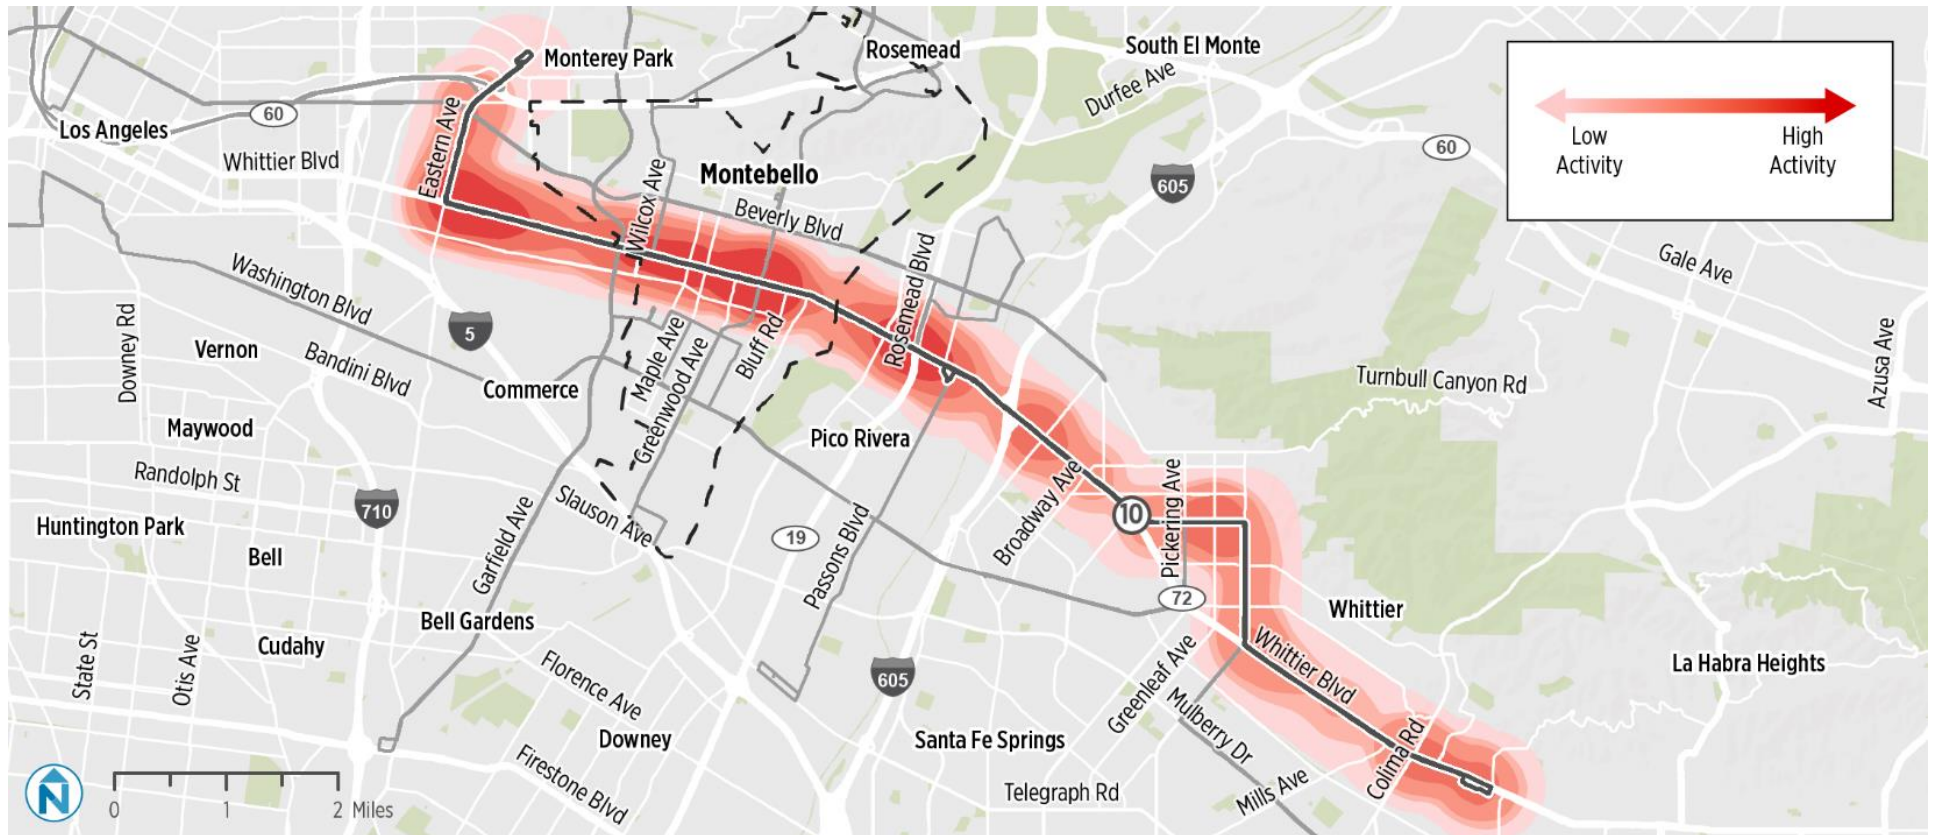 Monterey Park
Rosemead
South El Monte
Durfee Ave
60
Los Angeles
Eastern Ave
Whittier Blvd
Montebello
Wilcox Ave
605
60
Low
Activity
High
Activity
Beverly Blvd
Rosemead Blvd
Gale Ave
Washington Blvd
Downey Rd
5
Vernon
Bandini Blvd
Commerce
Maple Ave
Greenwood Ave
Bluff Rd
Turnbull Canyon Rd
Azusa Ave
Maywood
Pico Rivera
Randolph St
710
Huntington Park
Slauson Ave
Garfield Ave
19
Passons Blvd
Broadway Ave
10
Pickering Ave
Bell
72
Whittier
Bell Gardens
Cudahy
State St
Otis Ave
Florence Ave
605
Greenleaf Ave
Whittier Blvd
La Habra Heights
Mulberry Dr
Downey
Santa Fe Springs
Colima Rd
Firestone Blvd
Telegraph Rd
Mills Ave
N
0 1 2 Miles